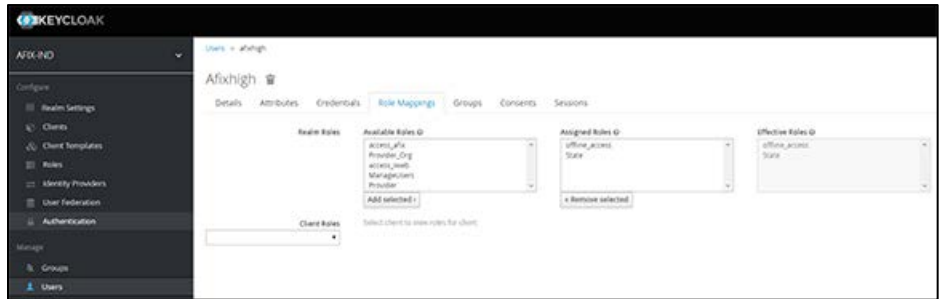 KEYCLOAK
AFIX-IND
Users > afixhigh
Afixhigh
Configure
Realm Settings
Clients
Client Templates
Roles
Identity Providers
User Federation
Authentication
Manage
Groups
Users
Details Attributes Credentials Role Mappings Groups Consents Sessions
Realm Roles
Available Roles
access_afix
Provider_Org
access_iweb
ManageUsers
Provider
Add selected ›
Assigned Roles
offline_access
State
« Remove selected
Effective Roles
offline_access
State
Client Roles
Select client to view roles for client